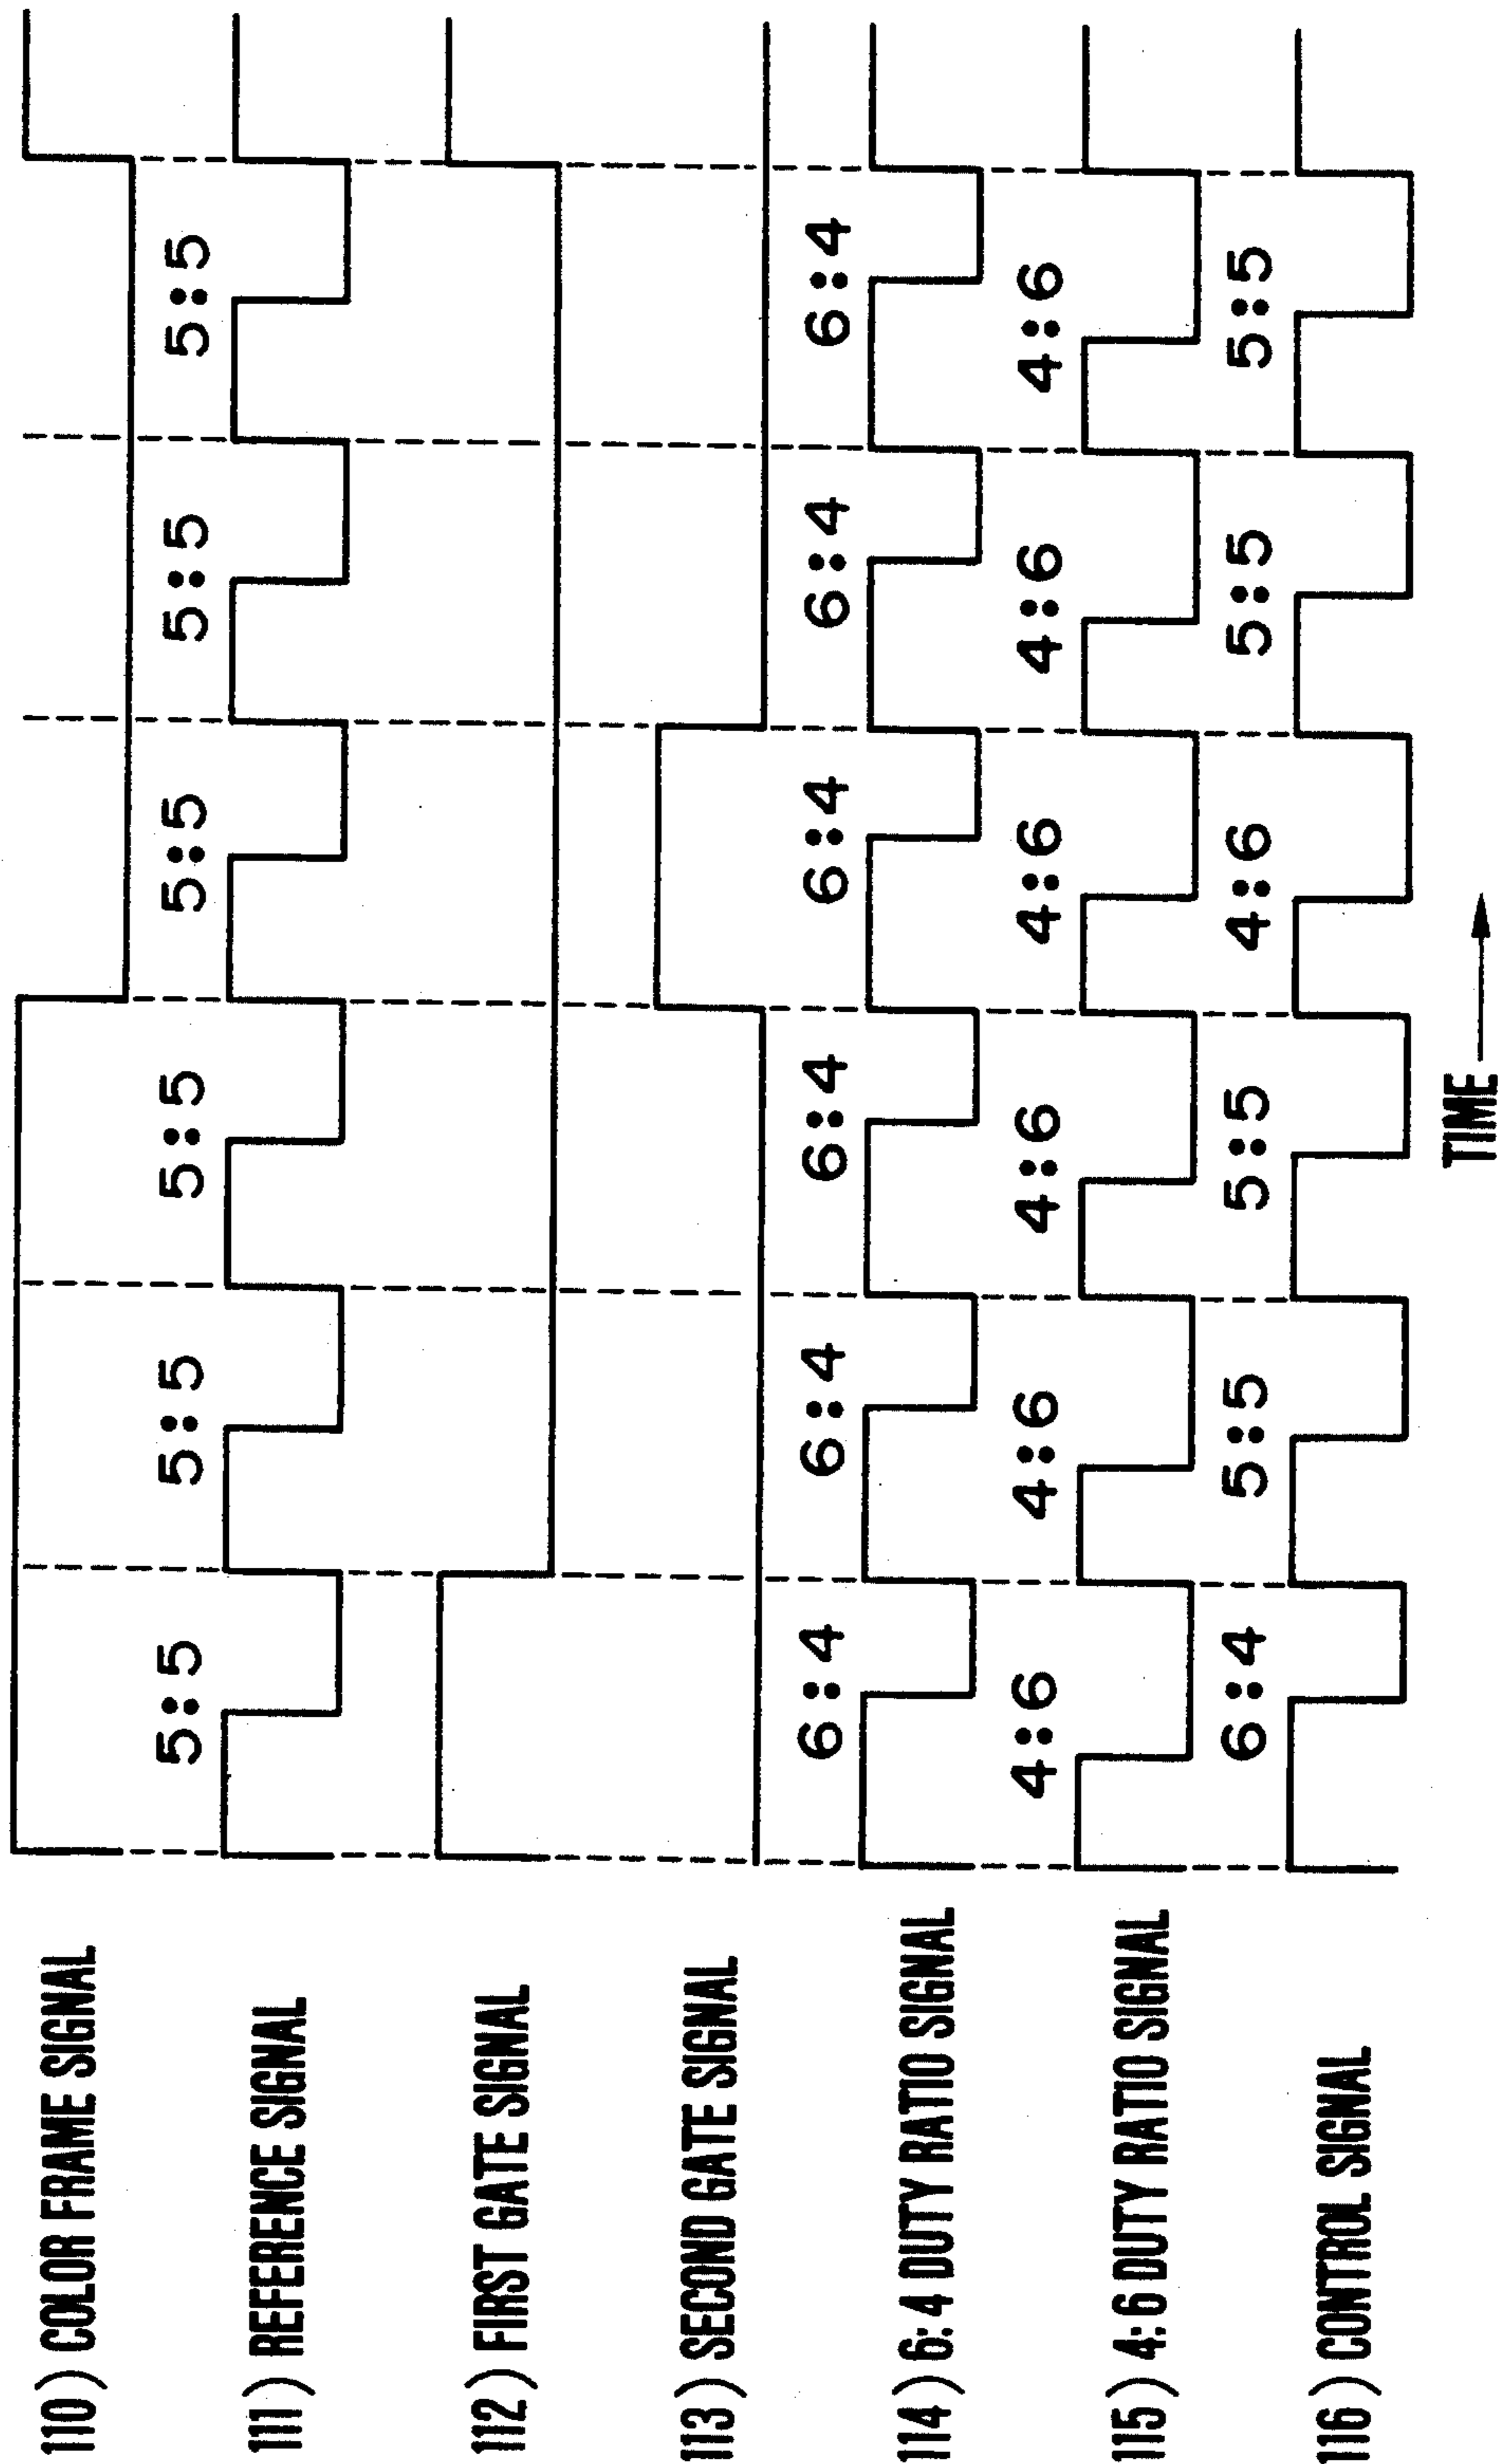 110) COLOR FRAME SIGNAL
111) REFERENCE SIGNAL
5:5 5:5 5:5 5:5 5:5 5:5
112) FIRST GATE SIGNAL
113) SECOND GATE SIGNAL
114) 6:4 DUTY RATIO SIGNAL
6:4 6:4 6:4 6:4 6:4 6:4
115) 4:6 DUTY RATIO SIGNAL
4:6 4:6 4:6 4:6 4:6 4:6
116) CONTROL SIGNAL
6:4 5:5 5:5 4:6 5:5 5:5
TIME